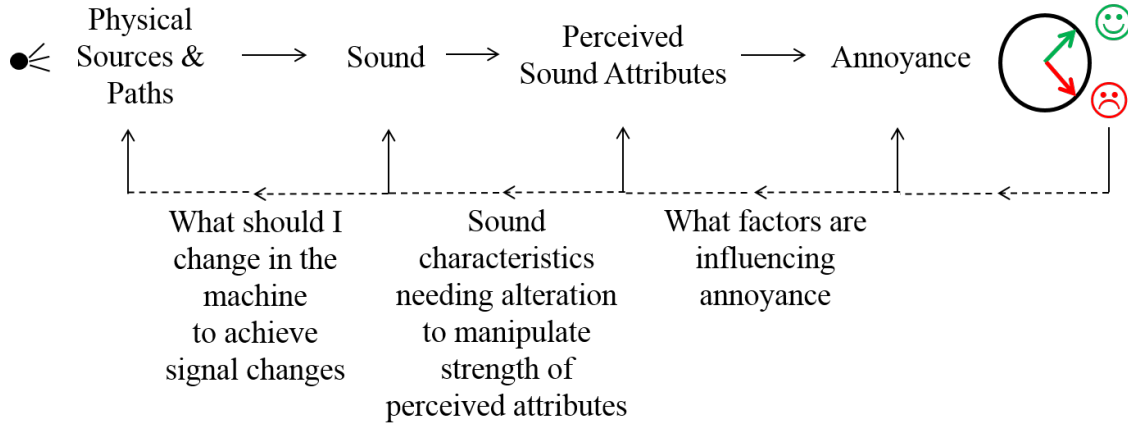 Physical
Sources &
Paths
Sound
Perceived
Sound Attributes
Annoyance
What should I
change in the
machine
to achieve
signal changes
Sound
characteristics
needing alteration
to manipulate
strength of
perceived attributes
What factors are
influencing
annoyance